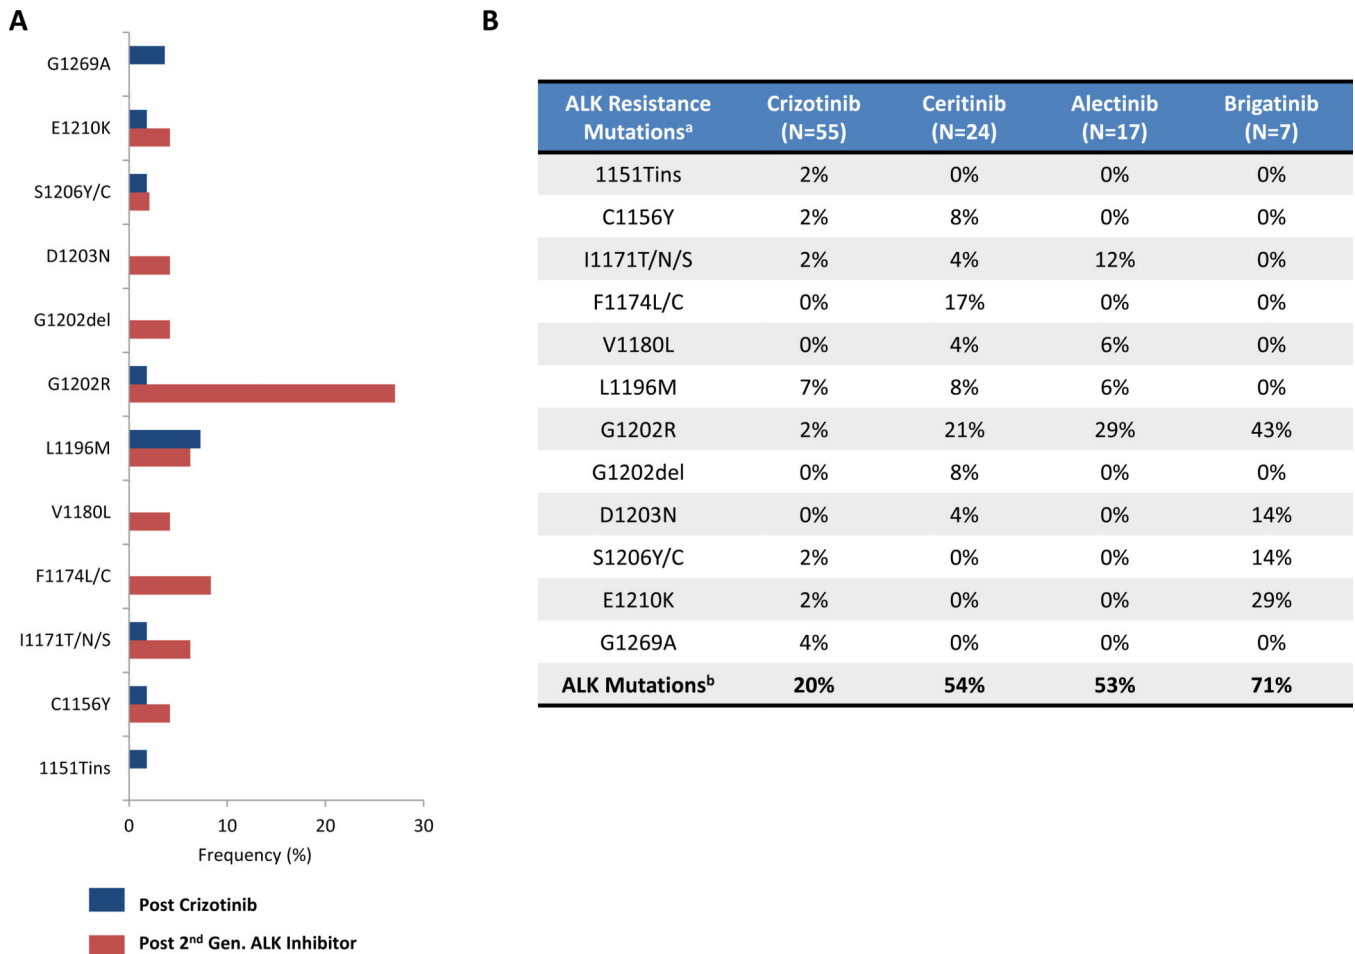 A
G1269A
E1210K
S1206Y/C
D1203N
G1202del
G1202R
L1196M
V1180L
F1174L/C
I1171T/N/S
C1156Y
1151Tins
0 10 20 30
Frequency (%)
Post Crizotinib
Post 2nd Gen. ALK Inhibitor
B
ALK Resistance Mutationsa Crizotinib (N=55) Ceritinib (N=24) Alectinib (N=17) Brigatinib (N=7)
1151Tins 2% 0% 0% 0%
C1156Y 2% 8% 0% 0%
I1171T/N/S 2% 4% 12% 0%
F1174L/C 0% 17% 0% 0%
V1180L 0% 4% 6% 0%
L1196M 7% 8% 6% 0%
G1202R 2% 21% 29% 43%
G1202del 0% 8% 0% 0%
D1203N 0% 4% 0% 14%
S1206Y/C 2% 0% 0% 14%
E1210K 2% 0% 0% 29%
G1269A 4% 0% 0% 0%
ALK Mutationsb 20% 54% 53% 71%